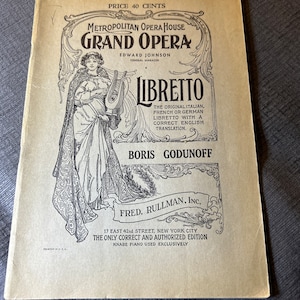 PRICE 40 CENTS
METROPOLITAN OPERA HOUSE
GRAND OPERA
EDWARD JOHNSON
GENERAL MANAGER
LIBRETTO
THE ORIGINAL ITALIAN,
FRENCH OR GERMAN
LIBRETTO WITH A
CORRECT ENGLISH
TRANSLATION.
BORIS GODUNOFF
FRED. RULLMAN, Inc.
17 EAST 42nd STREET, NEW YORK CITY
THE ONLY CORRECT AND AUTHORIZED EDITION
KNABE PIANO USED EXCLUSIVELY